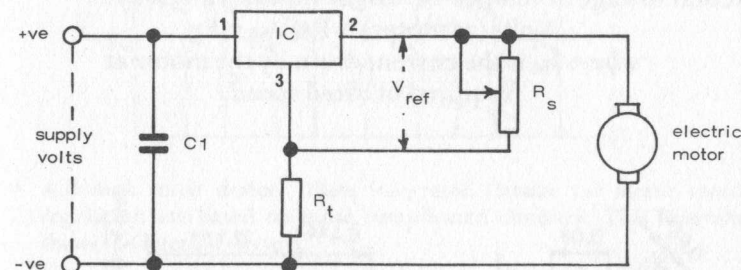 +ve
1
IC
2
3
V ref
R s
supply
volts
C1
electric
motor
R t
-ve